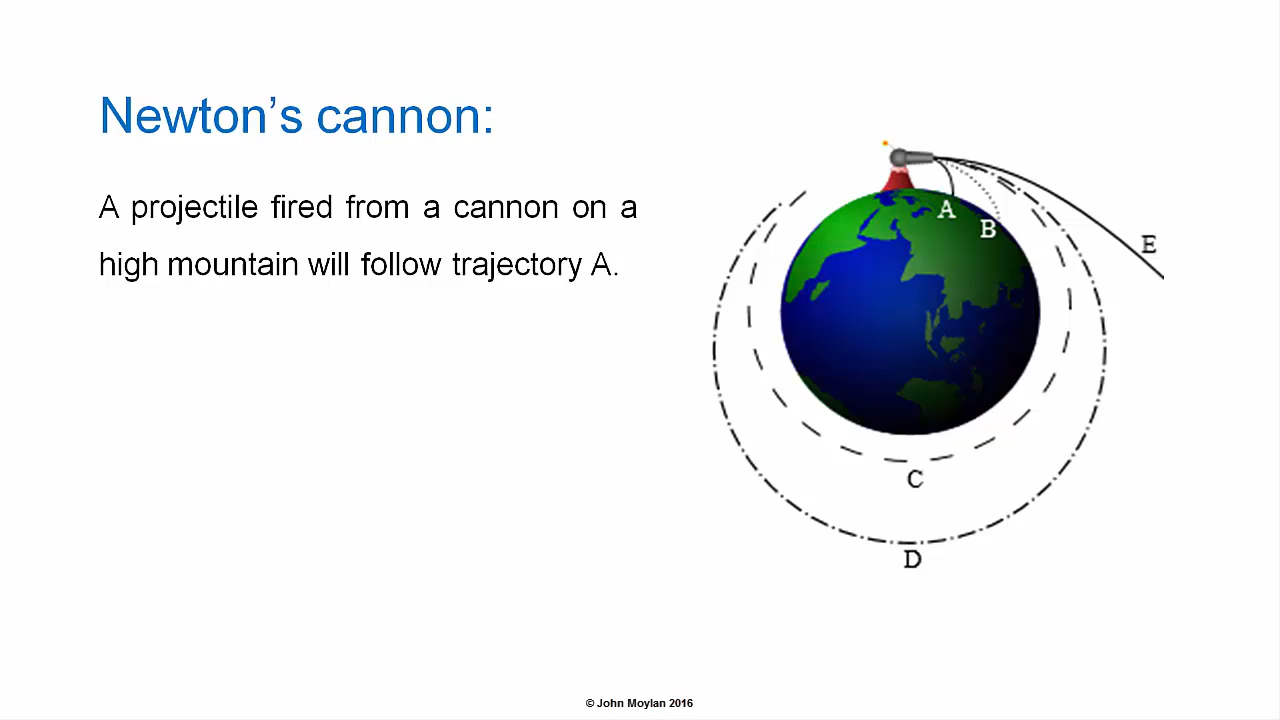 Newton’s cannon:
A projectile fired from a cannon on a
high mountain will follow trajectory A.
A
B
E
C
D
© John Moylan 2016